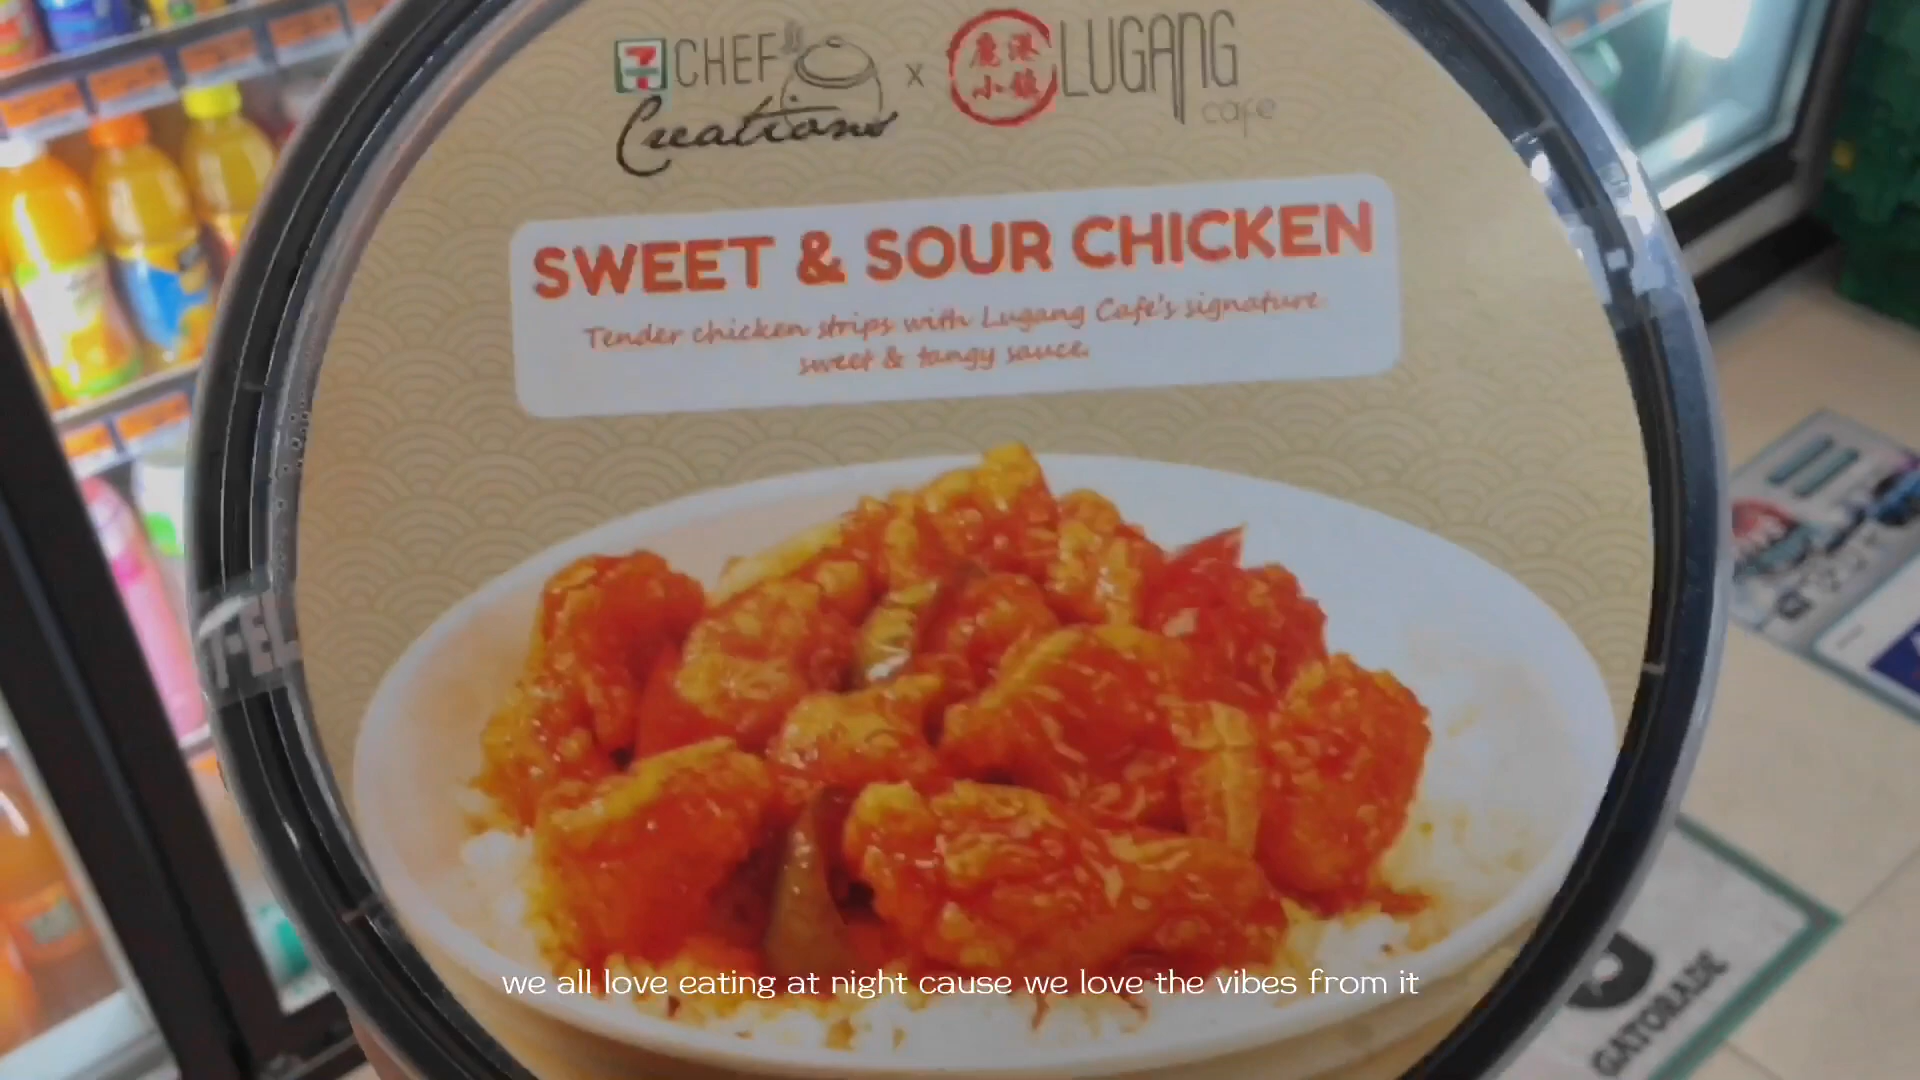 7 CHEF x 鹿港 LUGANG
Creations 小鎮 cafe
SWEET & SOUR CHICKEN
Tender chicken strips with Lugang Cafe's signature
sweet & tangy sauce.
we all love eating at night cause we love the vibes from it
GATORADE